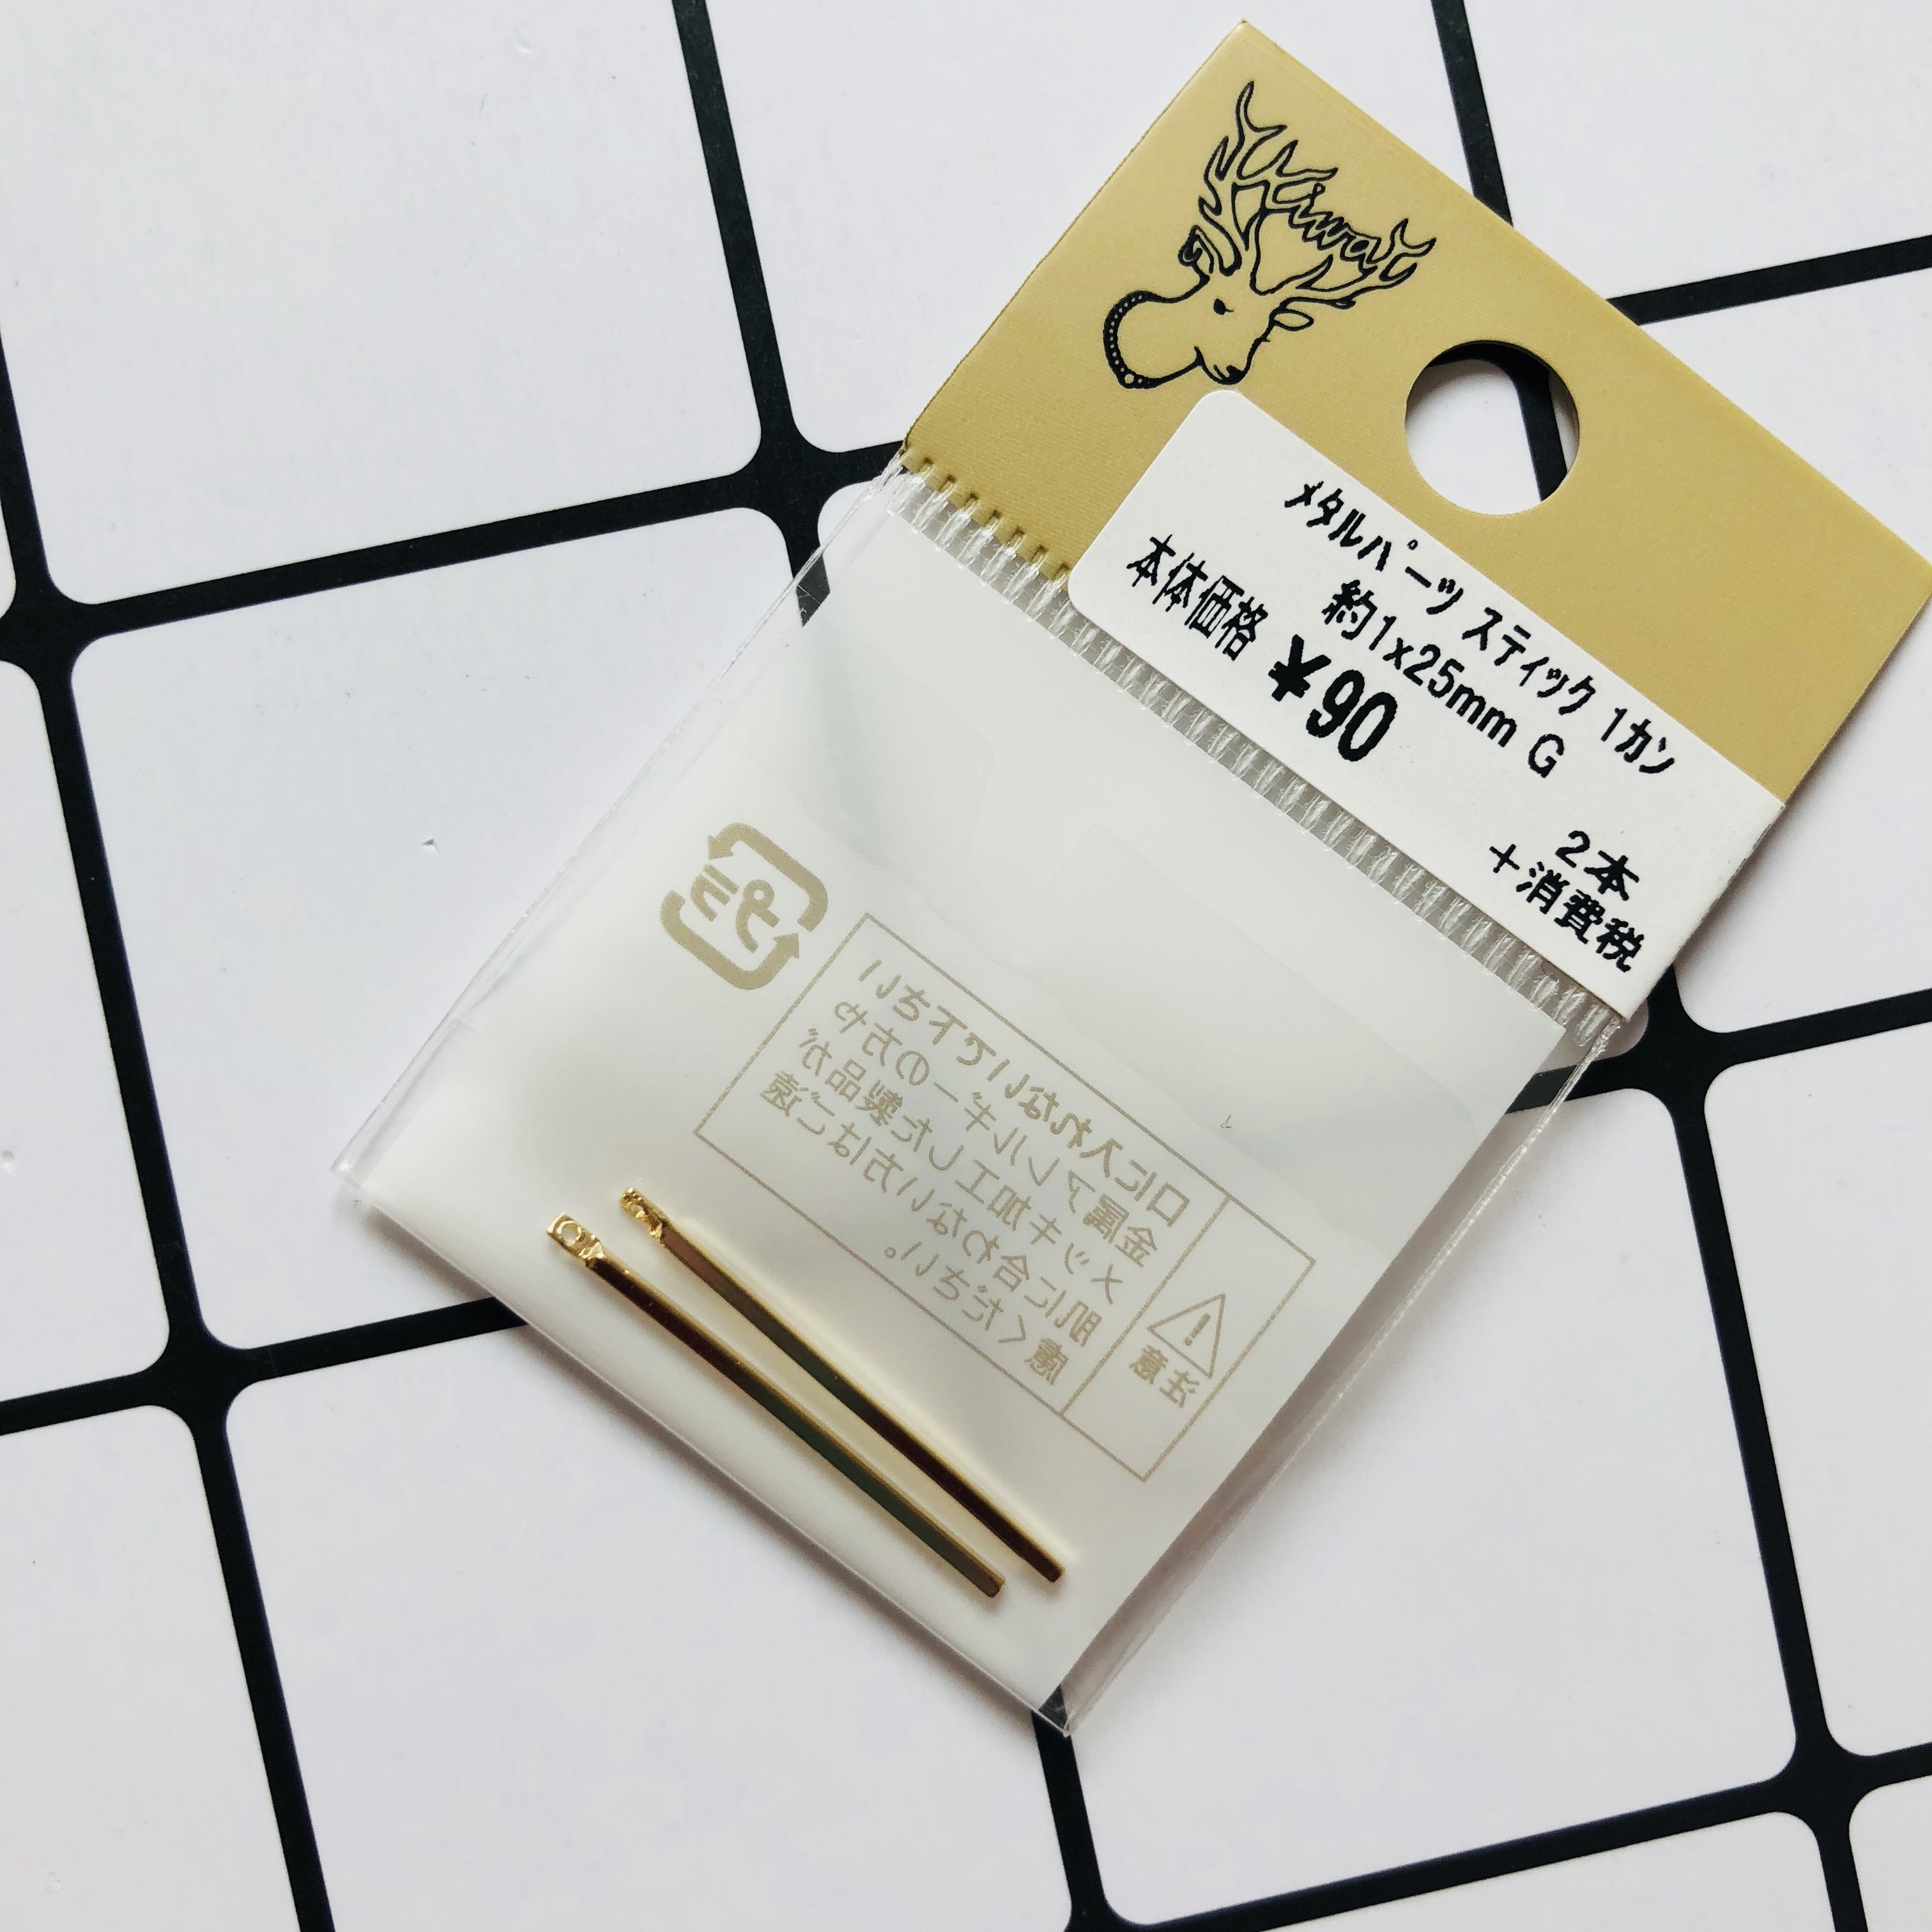 Kiwa
メタルパーツ スティック 1カン
約1x25mm G
本体価格 ¥90
2本
+消費税
プラ
注意
口に入れないで下さい
金属アレルギーの方や
メッキ加工した製品が
肌に合わない方はご遠
慮ください。